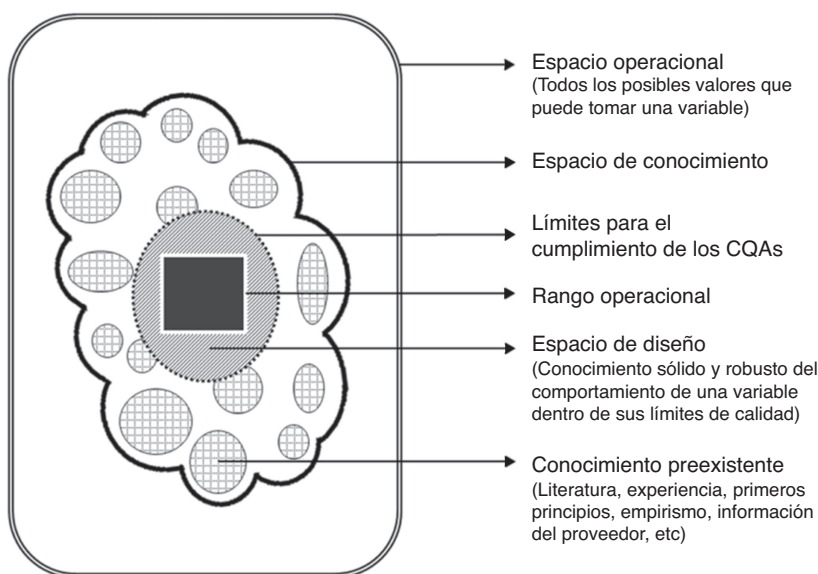 Espacio operacional
(Todos los posibles valores que
puede tomar una variable)
Espacio de conocimiento
Límites para el
cumplimiento de los CQAs
Rango operacional
Espacio de diseño
(Conocimiento sólido y robusto del
comportamiento de una variable
dentro de sus límites de calidad)
Conocimiento preexistente
(Literatura, experiencia, primeros
principios, empirismo, información
del proveedor, etc)